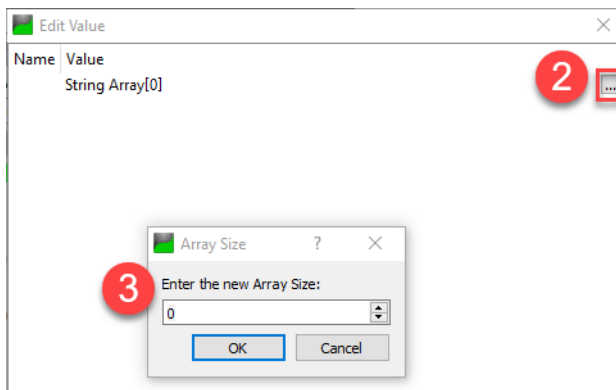 Edit Value
Name Value
String Array[0]
2
...
Array Size ?
3
Enter the new Array Size:
0
OK Cancel